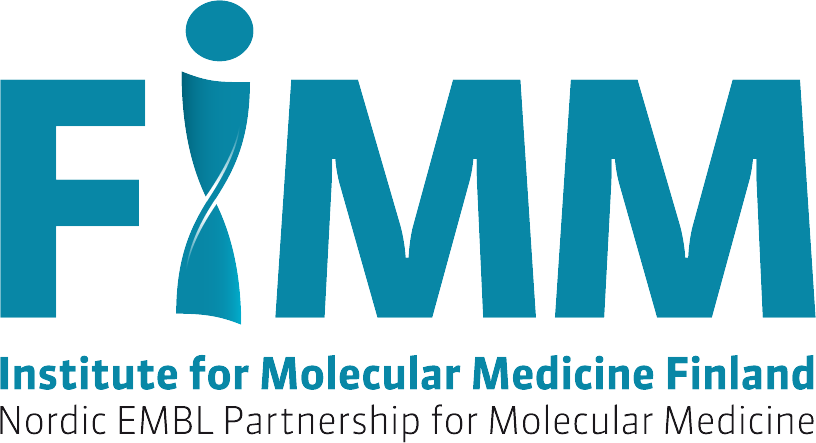 FiMM
Institute for Molecular Medicine Finland
Nordic EMBL Partnership for Molecular Medicine